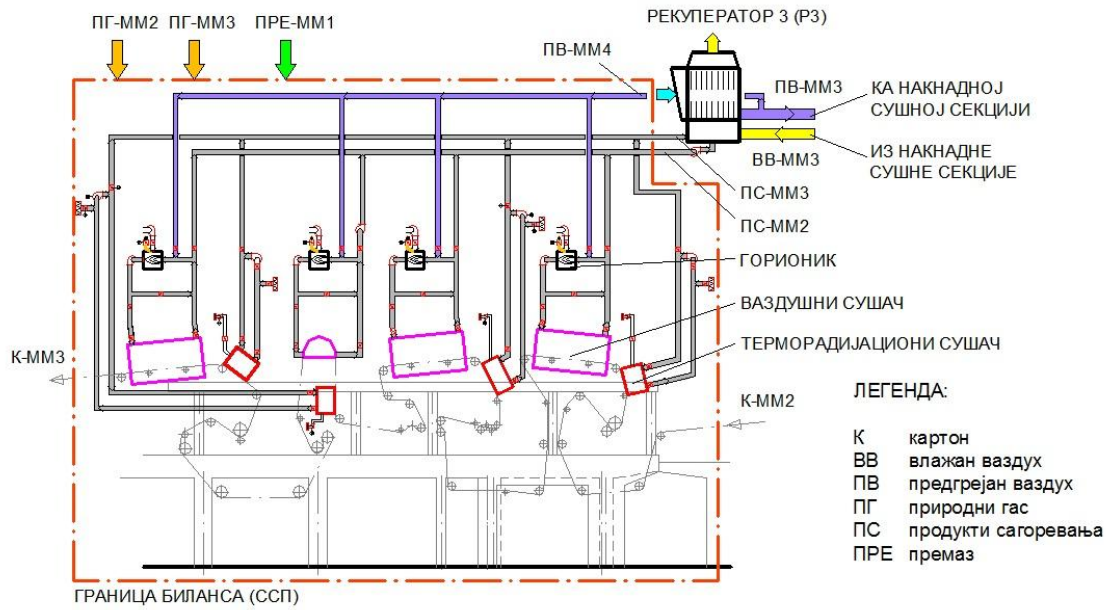 ПГ-ММ2
ПГ-ММ3
ПРЕ-ММ1
РЕКУПЕРАТОР 3 (Р3)
ПВ-ММ4
ПВ-ММ3
КА НАКНАДНОЈ
СУШНОЈ СЕКЦИЈИ
ВВ-ММ3
ИЗ НАКНАДНЕ
СУШНЕ СЕКЦИЈЕ
ПС-ММ3
ПС-ММ2
ГОРИОНИК
ВАЗДУШНИ СУШАЧ
ТЕРМОРАДИЈАЦИОНИ СУШАЧ
К-ММ3
К-ММ2
ЛЕГЕНДА:
К картон
ВВ влажан ваздух
ПВ предгрејан ваздух
ПГ природни гас
ПС продукти сагоревања
ПРЕ премаз
ГРАНИЦА БИЛАНСА (ССП)